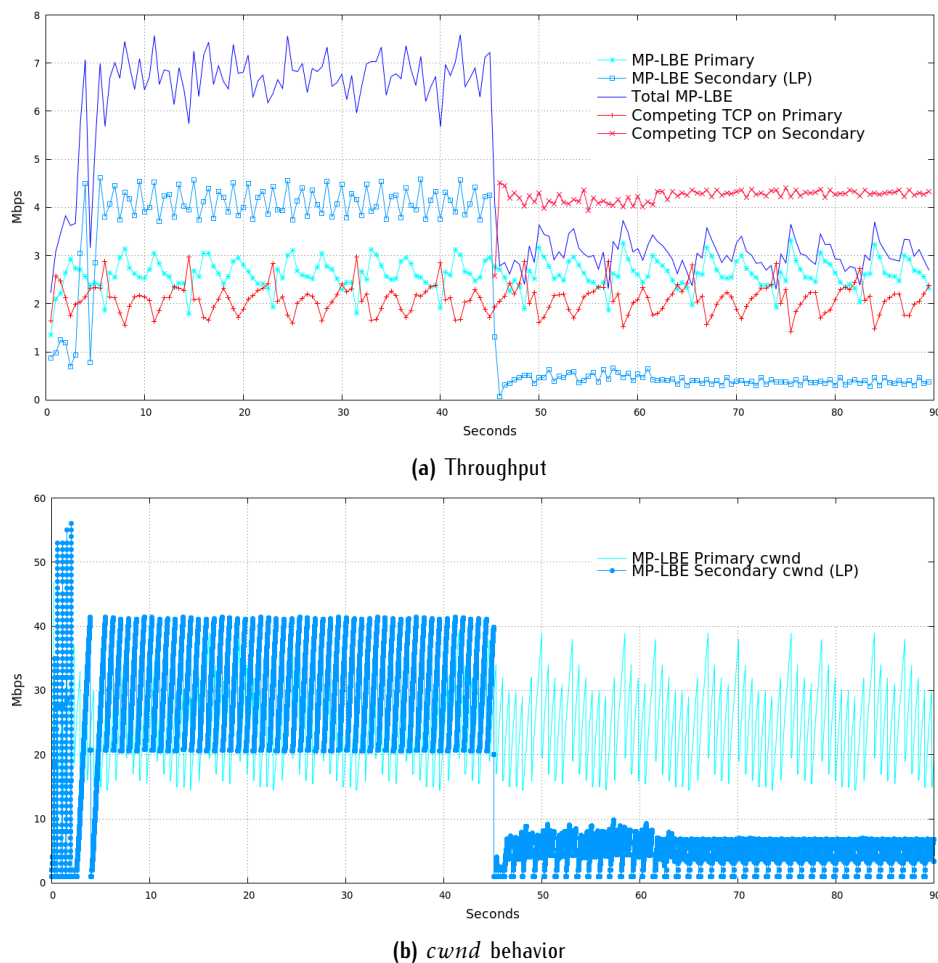 8
7
6
5
4
3
2
1
0
Mbps
MP-LBE Primary
MP-LBE Secondary (LP)
Total MP-LBE
Competing TCP on Primary
Competing TCP on Secondary
0 10 20 30 40 50 60 70 80 90
Seconds
(a) Throughput
60
50
40
30
20
10
0
Mbps
MP-LBE Primary cwnd
MP-LBE Secondary cwnd (LP)
0 10 20 30 40 50 60 70 80 90
Seconds
(b) cwnd behavior